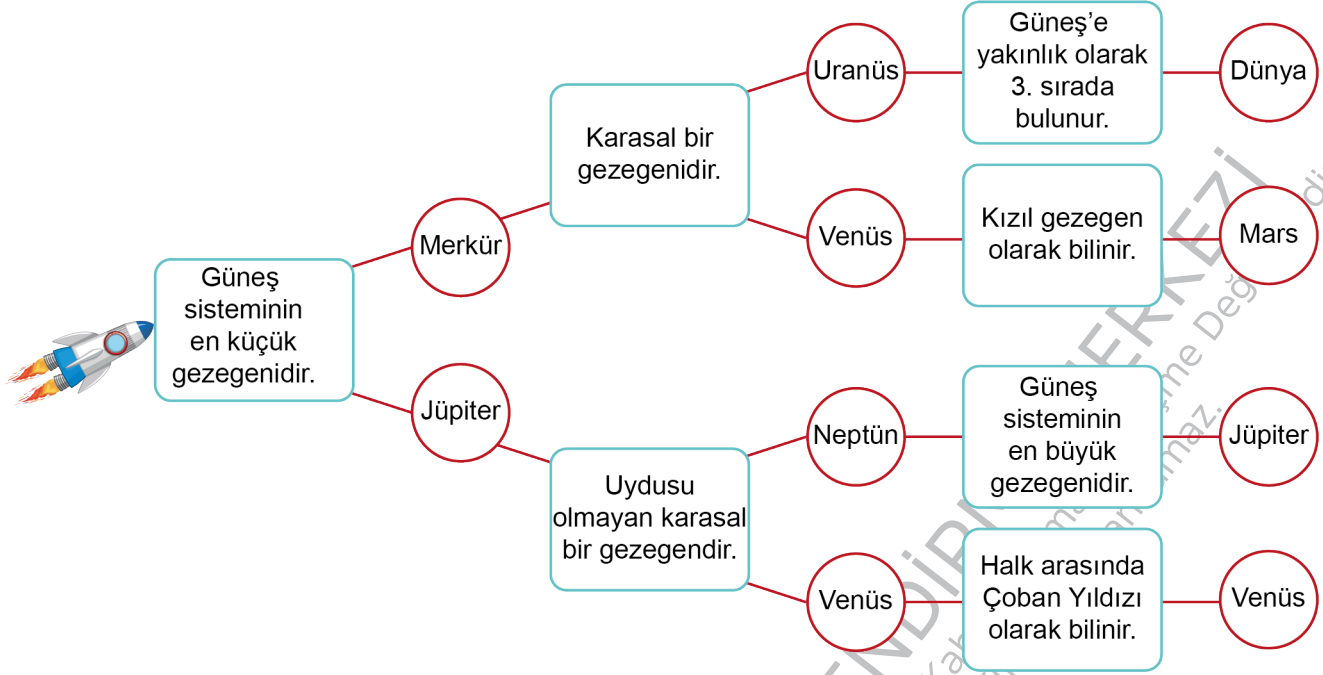 Güneş
sisteminin
en küçük
gezegenidir.
Merkür
Jüpiter
Karasal bir
gezegenidir.
Uydusu
olmayan karasal
bir gezegendir.
Uranüs
Venüs
Neptün
Venüs
Güneş'e
yakınlık olarak
3. sırada
bulunur.
Kızıl gezegen
olarak bilinir.
Güneş
sisteminin
en büyük
gezegenidir.
Halk arasında
Çoban Yıldızı
olarak bilinir.
Dünya
Mars
Jüpiter
Venüs